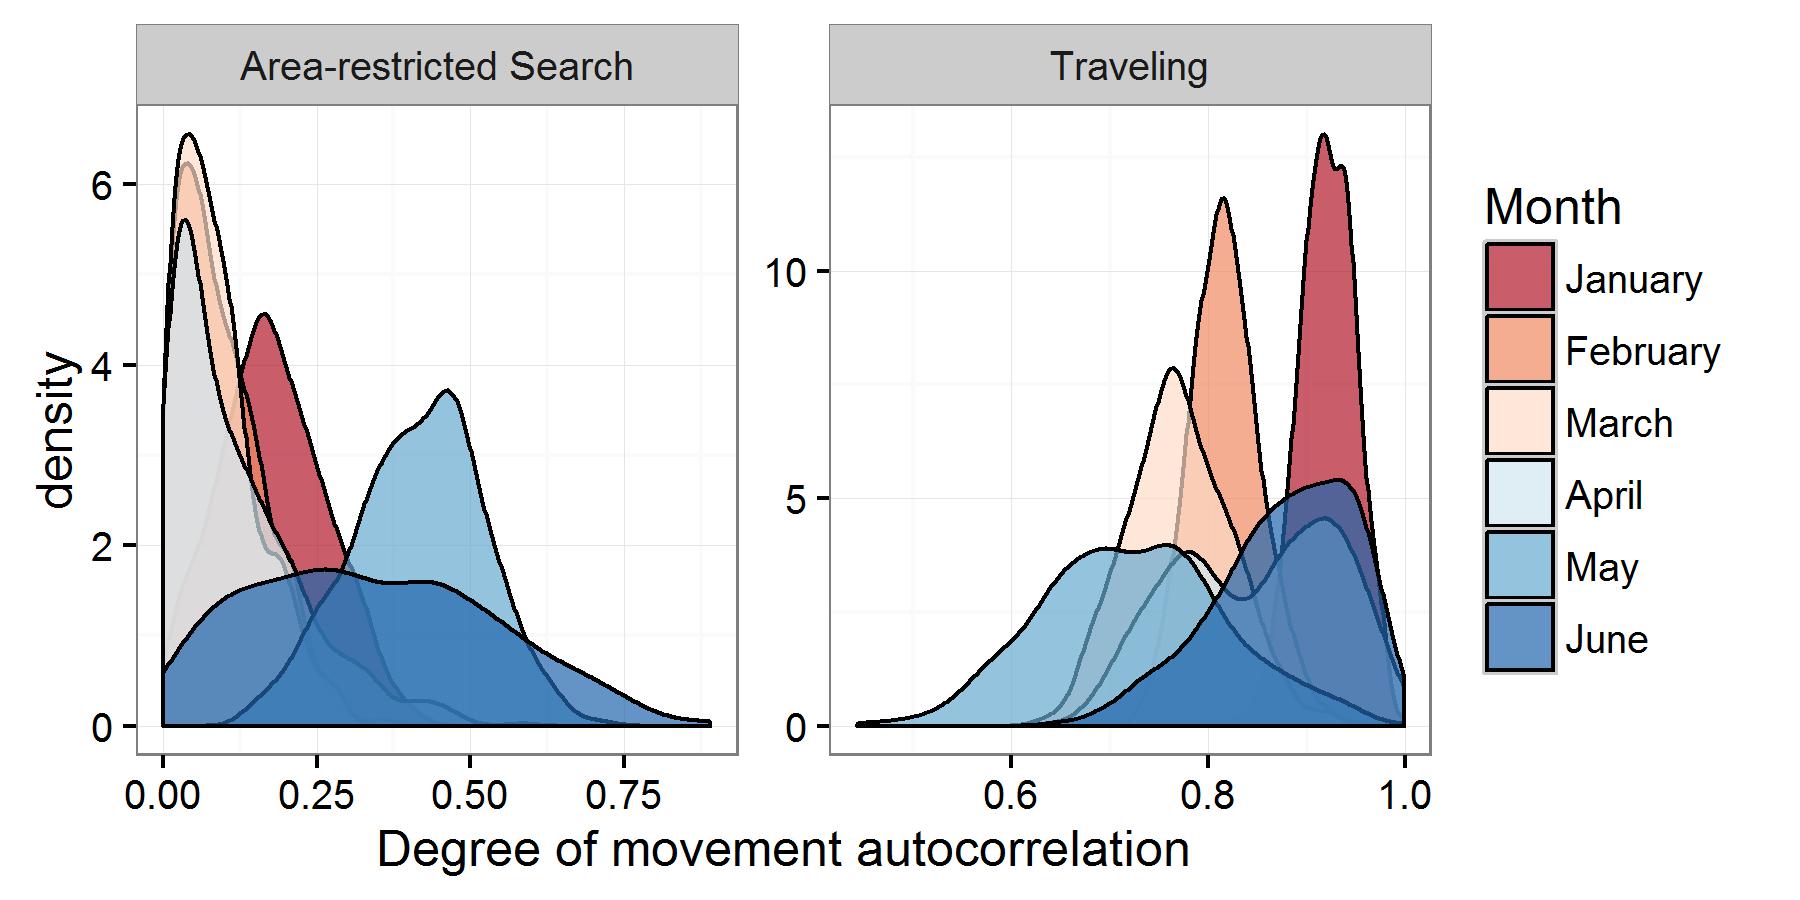 Area-restricted Search
Traveling
density
6
4
2
0
10
5
0
0.00 0.25 0.50 0.75
0.6 0.8 1.0
Degree of movement autocorrelation
Month
January
February
March
April
May
June